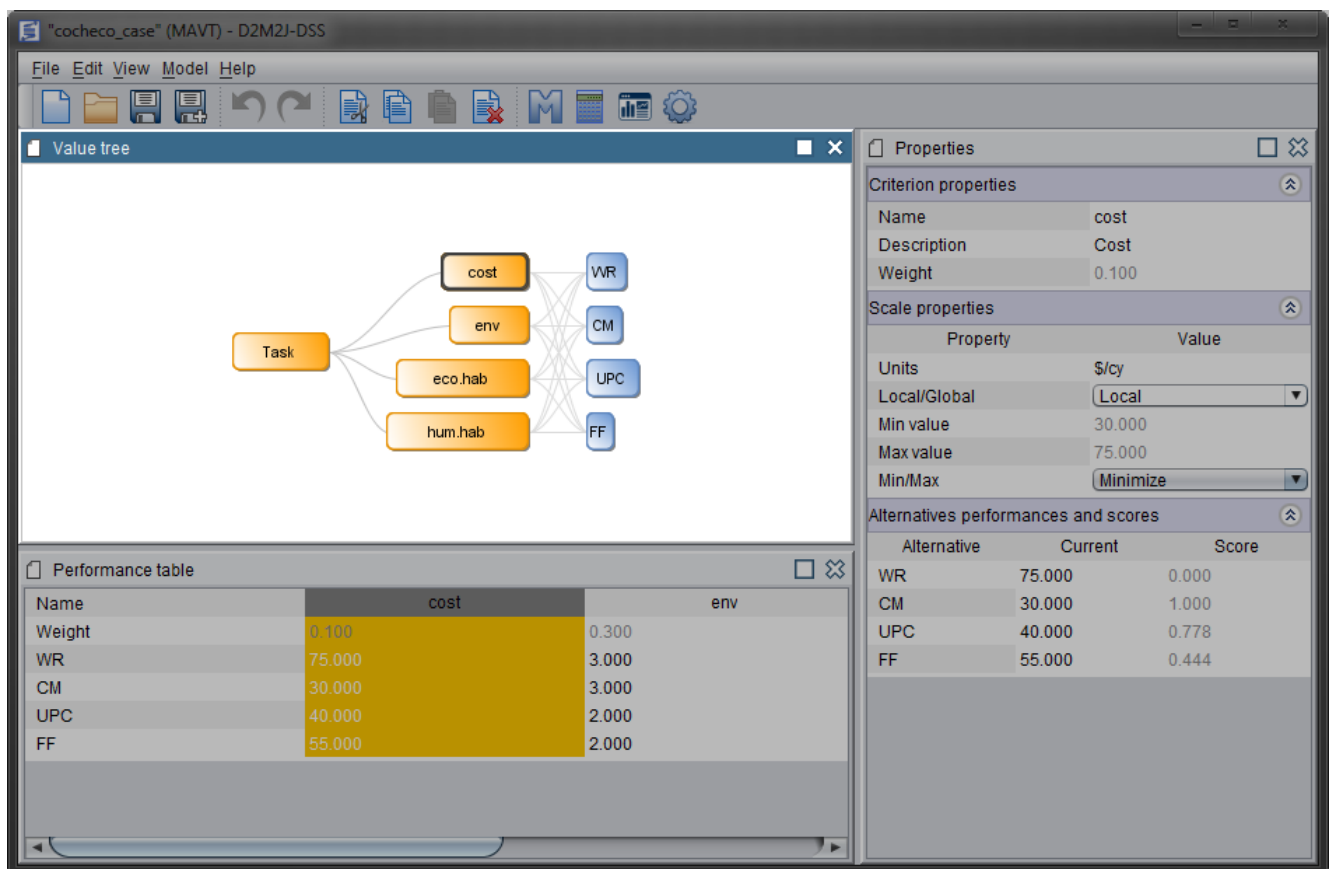 "cocheco_case" (MAVT) - D2M2J-DSS
File Edit View Model Help
Value tree
Task
cost
env
eco.hab
hum.hab
WR
CM
UPC
FF
Performance table
Name cost env
Weight 0.100 0.300
WR 75.000 3.000
CM 30.000 3.000
UPC 40.000 2.000
FF 55.000 2.000
Properties
Criterion properties
Name cost
Description Cost
Weight 0.100
Scale properties
Property Value
Units $/cy
Local/Global Local
Min value 30.000
Max value 75.000
Min/Max Minimize
Alternatives performances and scores
Alternative Current Score
WR 75.000 0.000
CM 30.000 1.000
UPC 40.000 0.778
FF 55.000 0.444